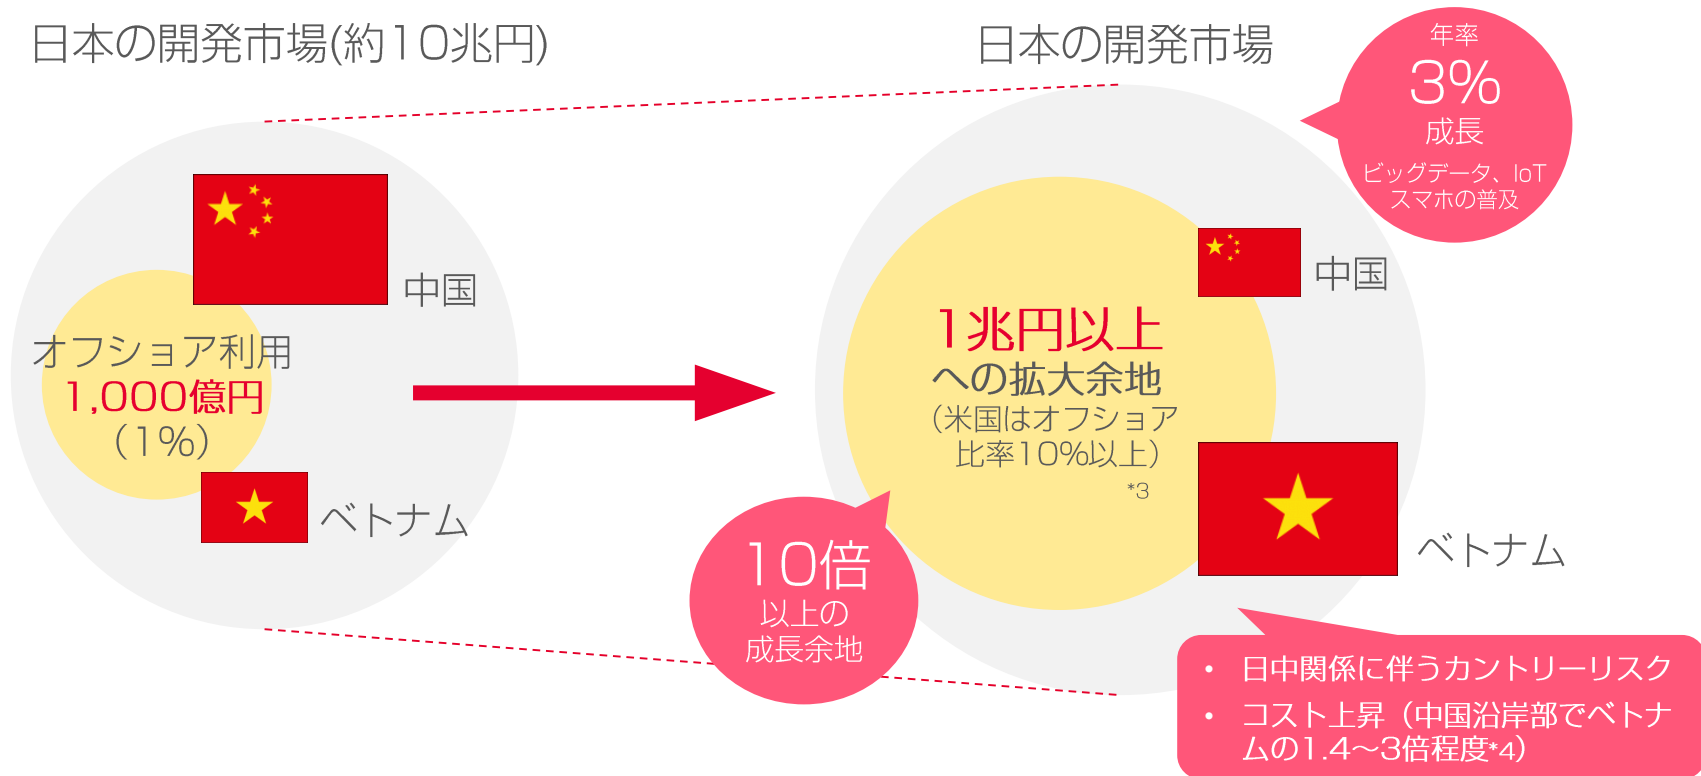 日本の開発市場(約10兆円)
中国
オフショア利用
1,000億円
（1%）
ベトナム
日本の開発市場
年率
3%
成長
ビッグデータ、IoT
スマホの普及
中国
1兆円以上
への拡大余地
（米国はオフショア
比率10%以上）
*3
ベトナム
10倍
以上の
成長余地
• 日中関係に伴うカントリーリスク
• コスト上昇（中国沿岸部でベトナ
ムの1.4～3倍程度*4）